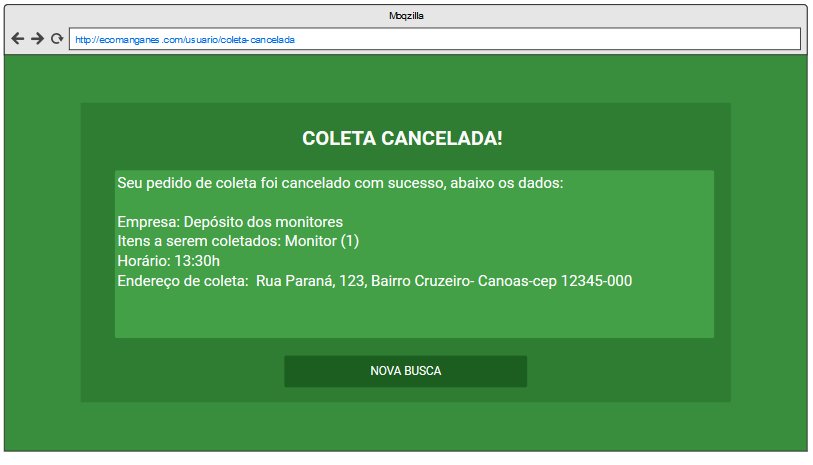 Moqzilla
http://ecomanganes.com/usuario/coleta-cancelada
COLETA CANCELADA!
Seu pedido de coleta foi cancelado com sucesso, abaixo os dados:
Empresa: Depósito dos monitores
Itens a serem coletados: Monitor (1)
Horário: 13:30h
Endereço de coleta:  Rua Paraná, 123, Bairro Cruzeiro- Canoas-cep 12345-000
NOVA BUSCA